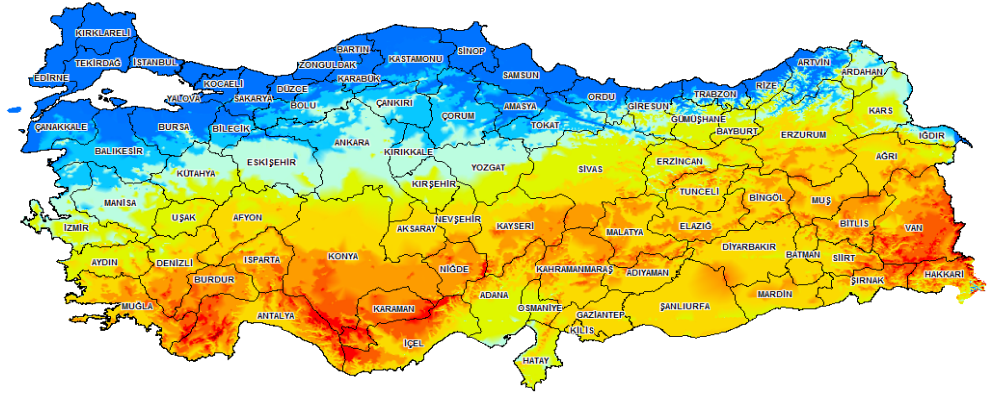 KIRKLARELİ
TEKİRDAĞ
İSTANBUL
EDİRNE
KOCAELİ
YALOVA
SAKARYA
DÜZCE
BOLU
ZONGULDAK
BARTIN
KARABÜK
KASTAMONU
SİNOP
SAMSUN
ÇANKIRI
ÇORUM
AMASYA
TOKAT
ORDU
GİRESUN
TRABZON
RİZE
ARTVİN
ARDAHAN
KARS
GÜMÜŞHANE
BAYBURT
ERZURUM
IĞDIR
AĞRI
ÇANAKKALE
BURSA
BİLECİK
BALIKESİR
KÜTAHYA
ESKİŞEHİR
ANKARA
KIRIKKALE
YOZGAT
KIRŞEHİR
SİVAS
ERZİNCAN
TUNCELİ
BİNGÖL
MUŞ
BİTLİS
VAN
MANİSA
İZMİR
UŞAK
AFYON
AKSARAY
NEVŞEHİR
KAYSERİ
MALATYA
ELAZIĞ
DİYARBAKIR
BATMAN
SİİRT
AYDIN
DENİZLİ
ISPARTA
BURDUR
KONYA
NİĞDE
KAHRAMANMARAŞ
ADIYAMAN
MARDİN
ŞIRNAK
HAKKARİ
MUĞLA
ANTALYA
KARAMAN
İÇEL
ADANA
OSMANİYE
GAZİANTEP
KİLİS
ŞANLIURFA
HATAY